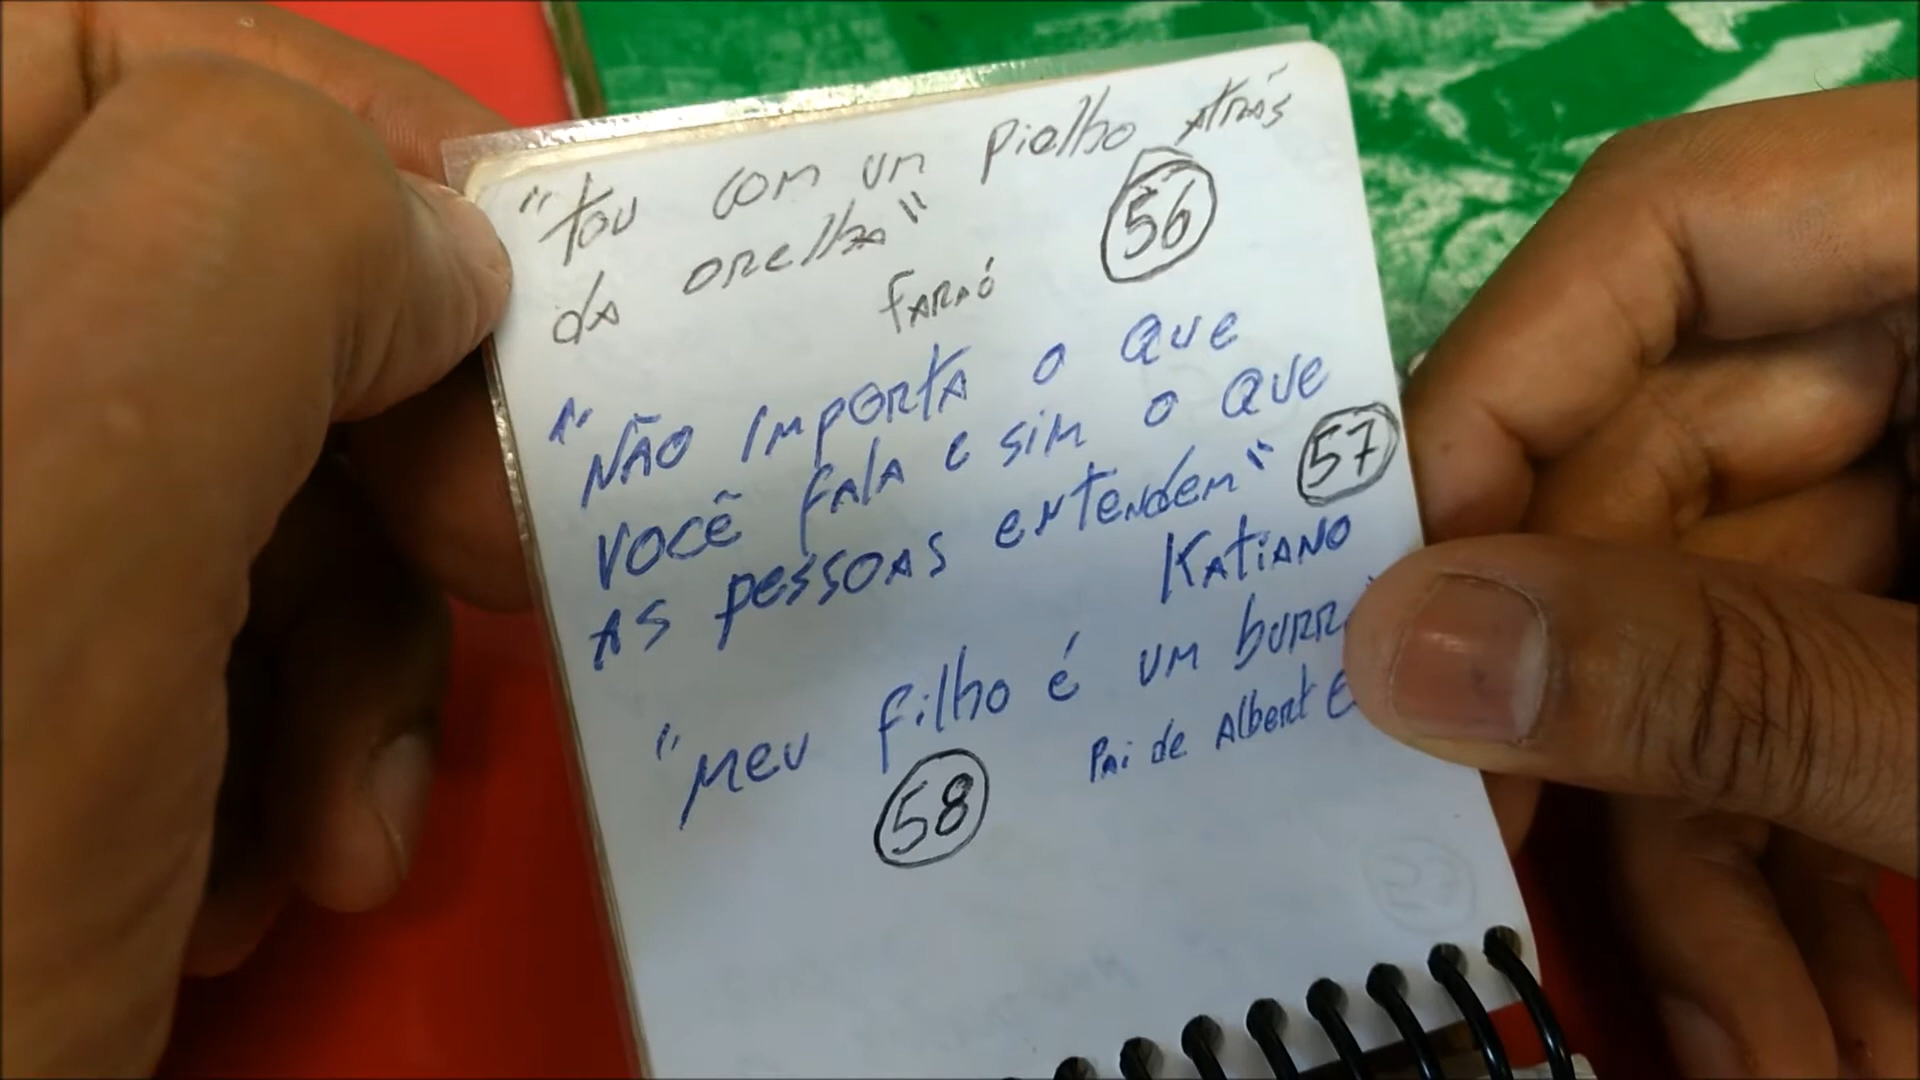 "tou com um piolho atrás
da orelha"
faraó 56
"NÃO IMPORTA O QUE
VOCÊ fALA e sim o QUE
AS pessoas entendem" 57
KAtiANO
"Meu filho é um burr
58 Pai de Albert E